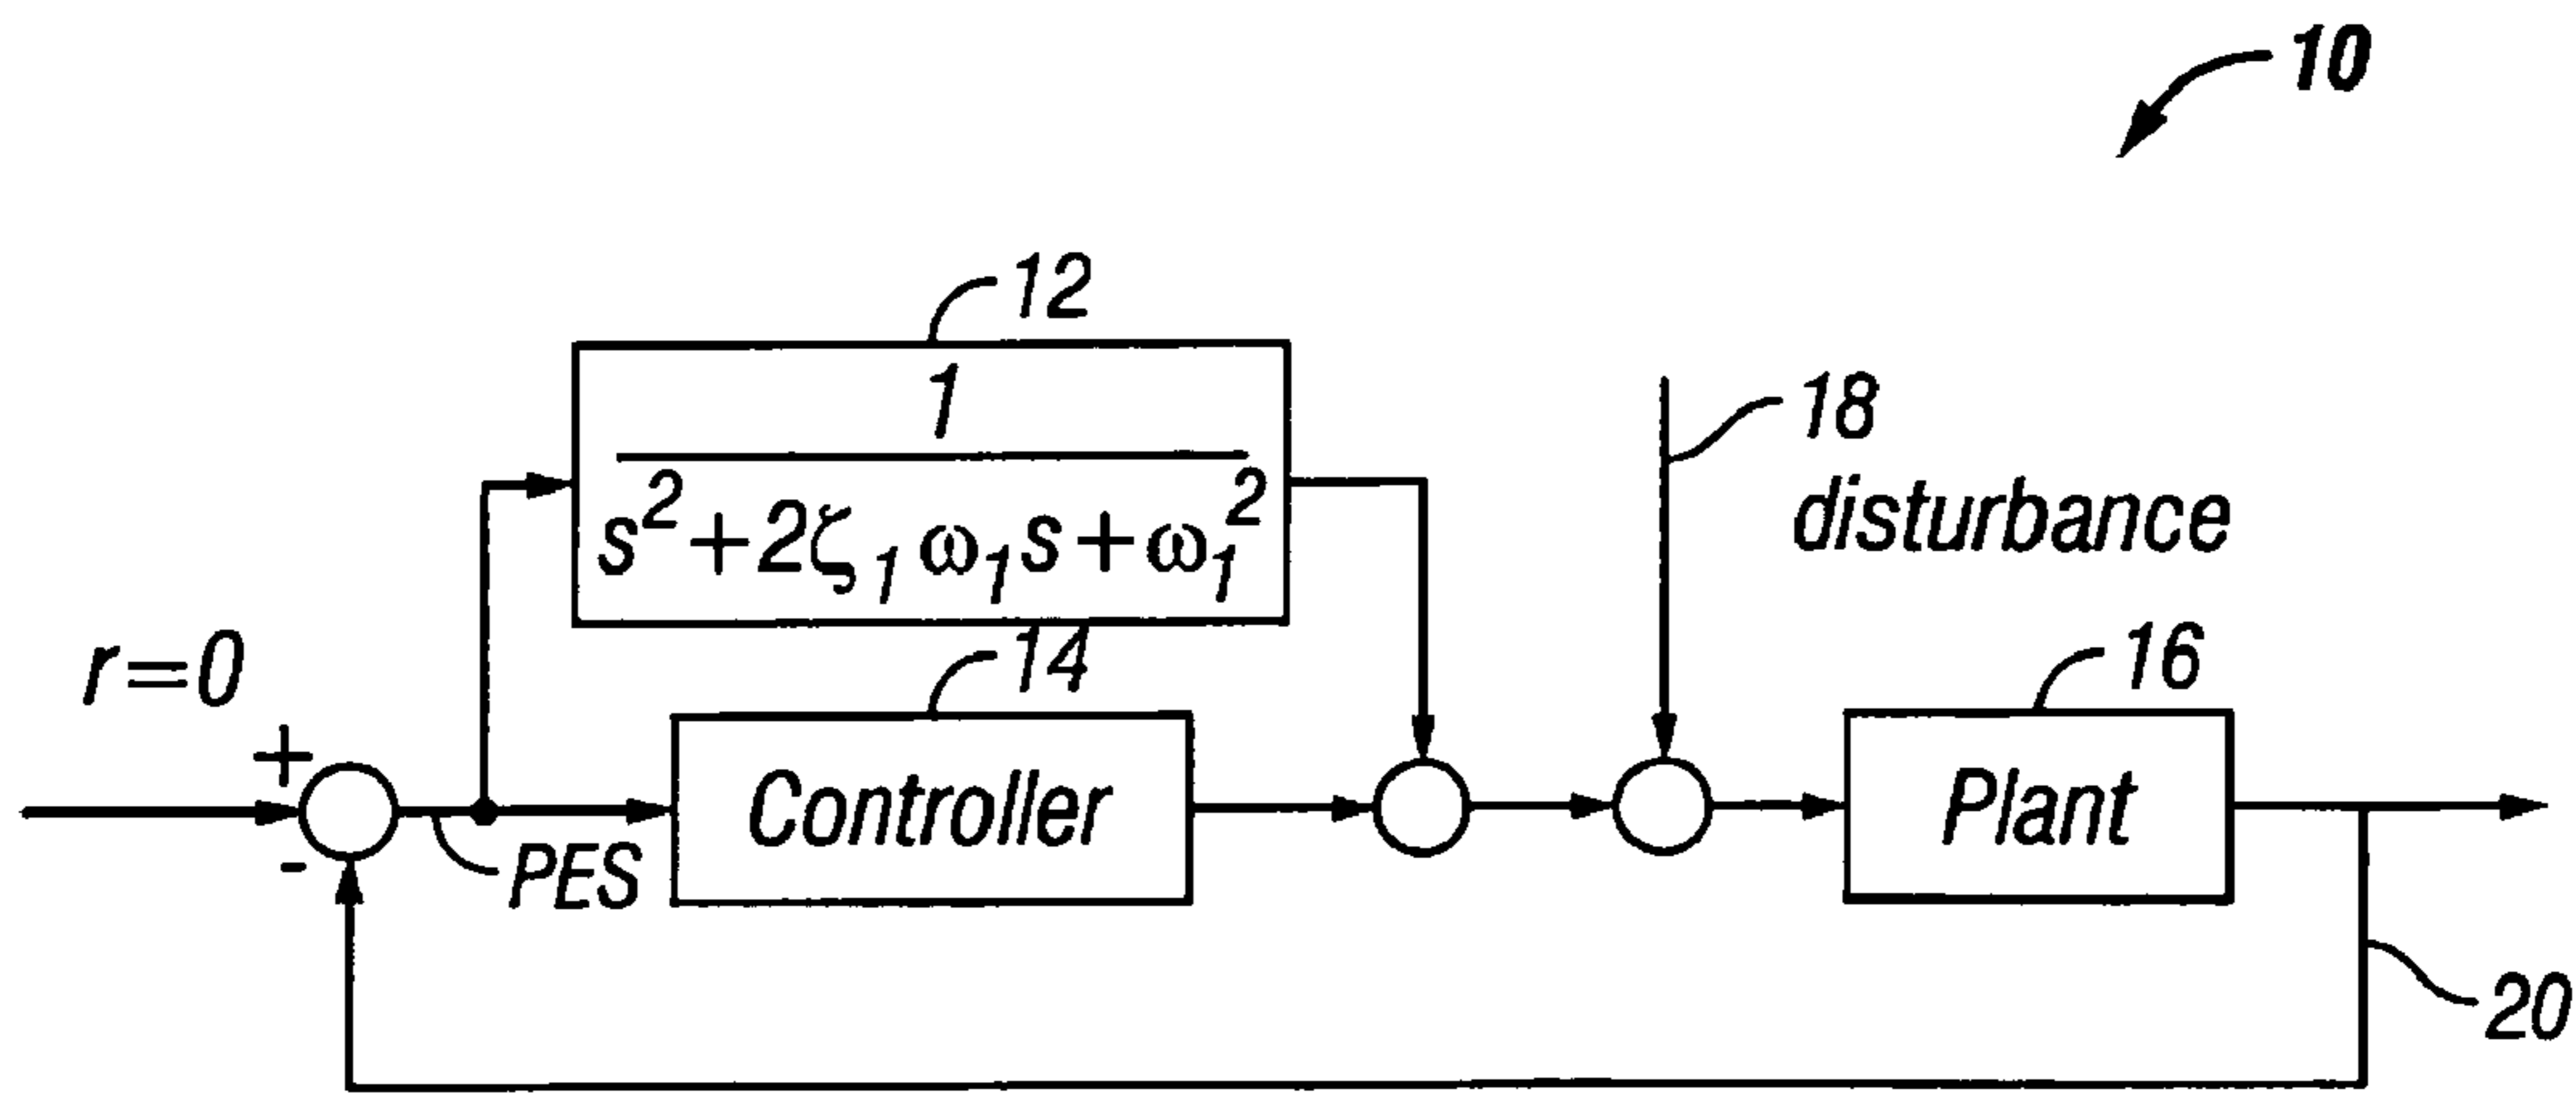 10
12
1
s²+2ζ₁ω₁s+ω₁²
18
disturbance
r=0
14
16
+
Controller
Plant
-
PES
20